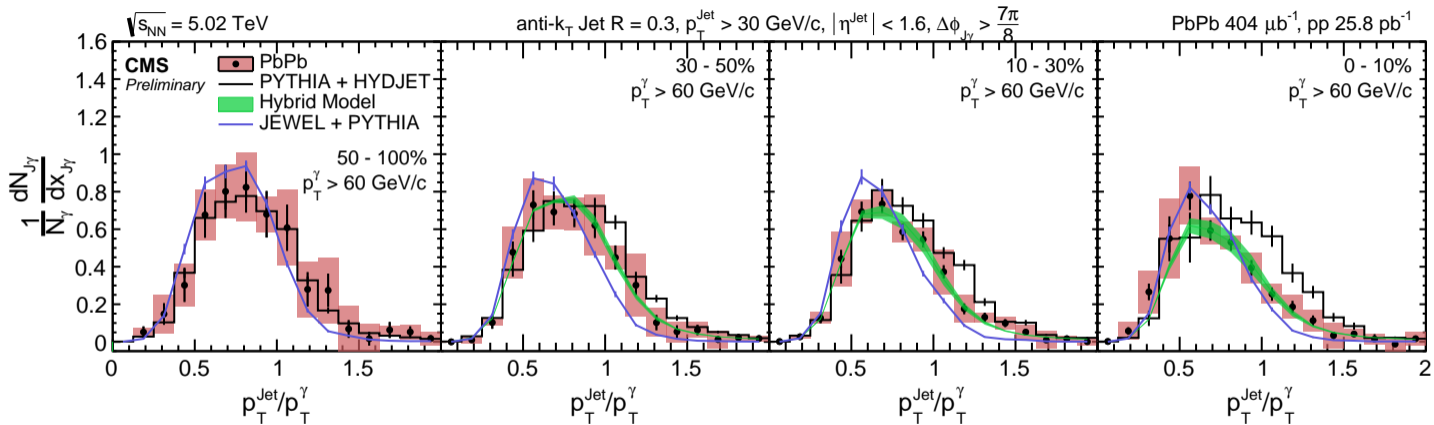 √s_NN = 5.02 TeV
anti-k_T Jet R = 0.3, p_T^Jet > 30 GeV/c, |η^Jet| < 1.6, Δϕ_Jγ > 7π/8
PbPb 404 μb^-1, pp 25.8 pb^-1
CMS
Preliminary
PbPb
PYTHIA + HYDJET
Hybrid Model
JEWEL + PYTHIA
50 - 100%
p_T^γ > 60 GeV/c
30 - 50%
p_T^γ > 60 GeV/c
10 - 30%
p_T^γ > 60 GeV/c
0 - 10%
p_T^γ > 60 GeV/c
1/N_γ dN_Jγ/dx_Jγ
1.6
1.4
1.2
1
0.8
0.6
0.4
0.2
0
0 0.5 1 1.5
0.5 1 1.5
0.5 1 1.5
0.5 1 1.5 2
p_T^Jet/p_T^γ
p_T^Jet/p_T^γ
p_T^Jet/p_T^γ
p_T^Jet/p_T^γ